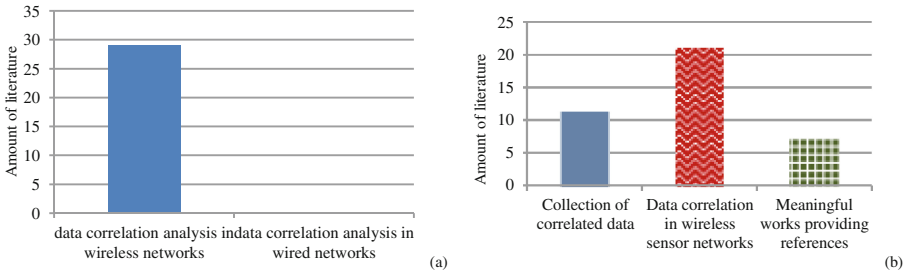 Amount of literature
35
30
25
20
15
10
5
0
data correlation analysis in
wireless networks
data correlation analysis in
wired networks
(a)
Amount of literature
25
20
15
10
5
0
Collection of
correlated data
Data correlation
in wireless
sensor networks
Meaningful
works providing
references
(b)